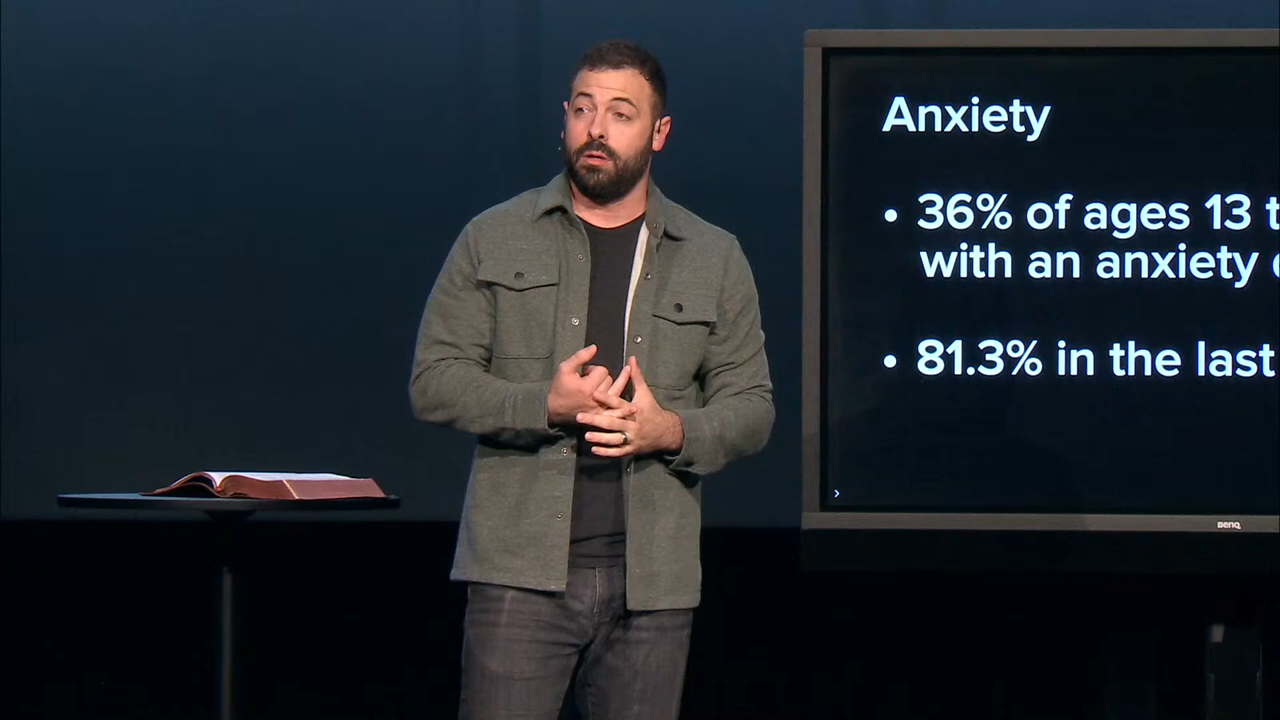 Anxiety
• 36% of ages 13
with an anxiety
• 81.3% in the last
BenQ